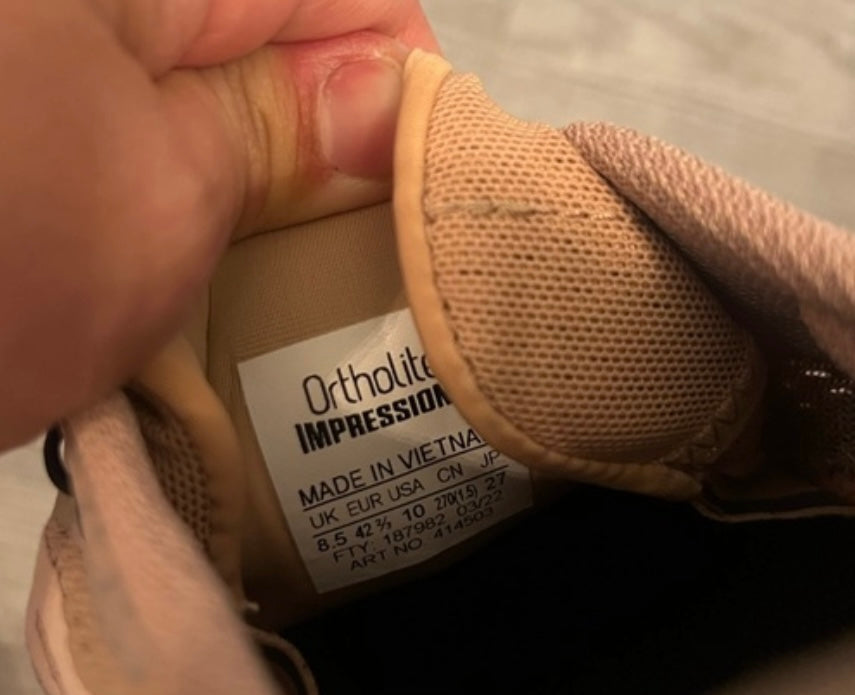 Ortholite
IMPRESSION
MADE IN VIETNA
UK EUR USA CN JP
8.5 42⅔ 10 270(1.5) 27
FTY: 187982 03/22
ART NO 414503